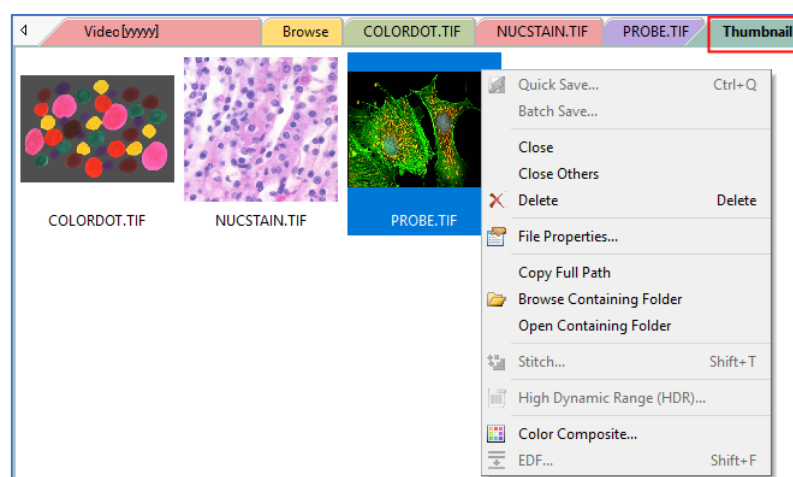 Video[yyyy] Browse COLORDOT.TIF NUCSTAIN.TIF PROBE.TIF Thumbnail
COLORDOT.TIF NUCSTAIN.TIF PROBE.TIF
Quick Save... Ctrl+Q
Batch Save...
Close
Close Others
Delete Delete
File Properties...
Copy Full Path
Browse Containing Folder
Open Containing Folder
Stitch... Shift+T
High Dynamic Range (HDR)...
Color Composite...
EDF... Shift+F